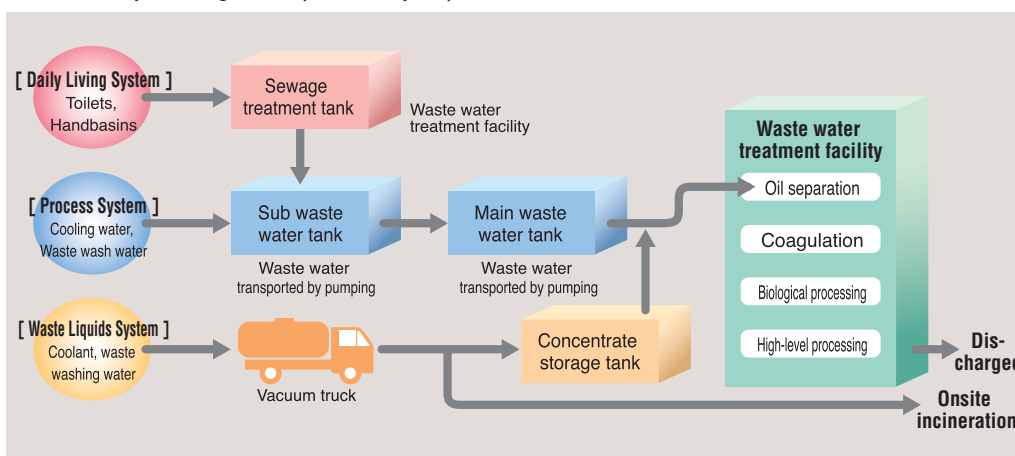 [ Daily Living System ]
Toilets,
Handbasins
Sewage
treatment tank
Waste water
treatment facility
[ Process System ]
Cooling water,
Waste wash water
Sub waste
water tank
Waste water
transported by pumping
Main waste
water tank
Waste water
transported by pumping
[ Waste Liquids System ]
Coolant, waste
washing water
Vacuum truck
Concentrate
storage tank
Waste water
treatment facility
Oil separation
Coagulation
Biological processing
High-level processing
Dis-
charged
Onsite
incineration